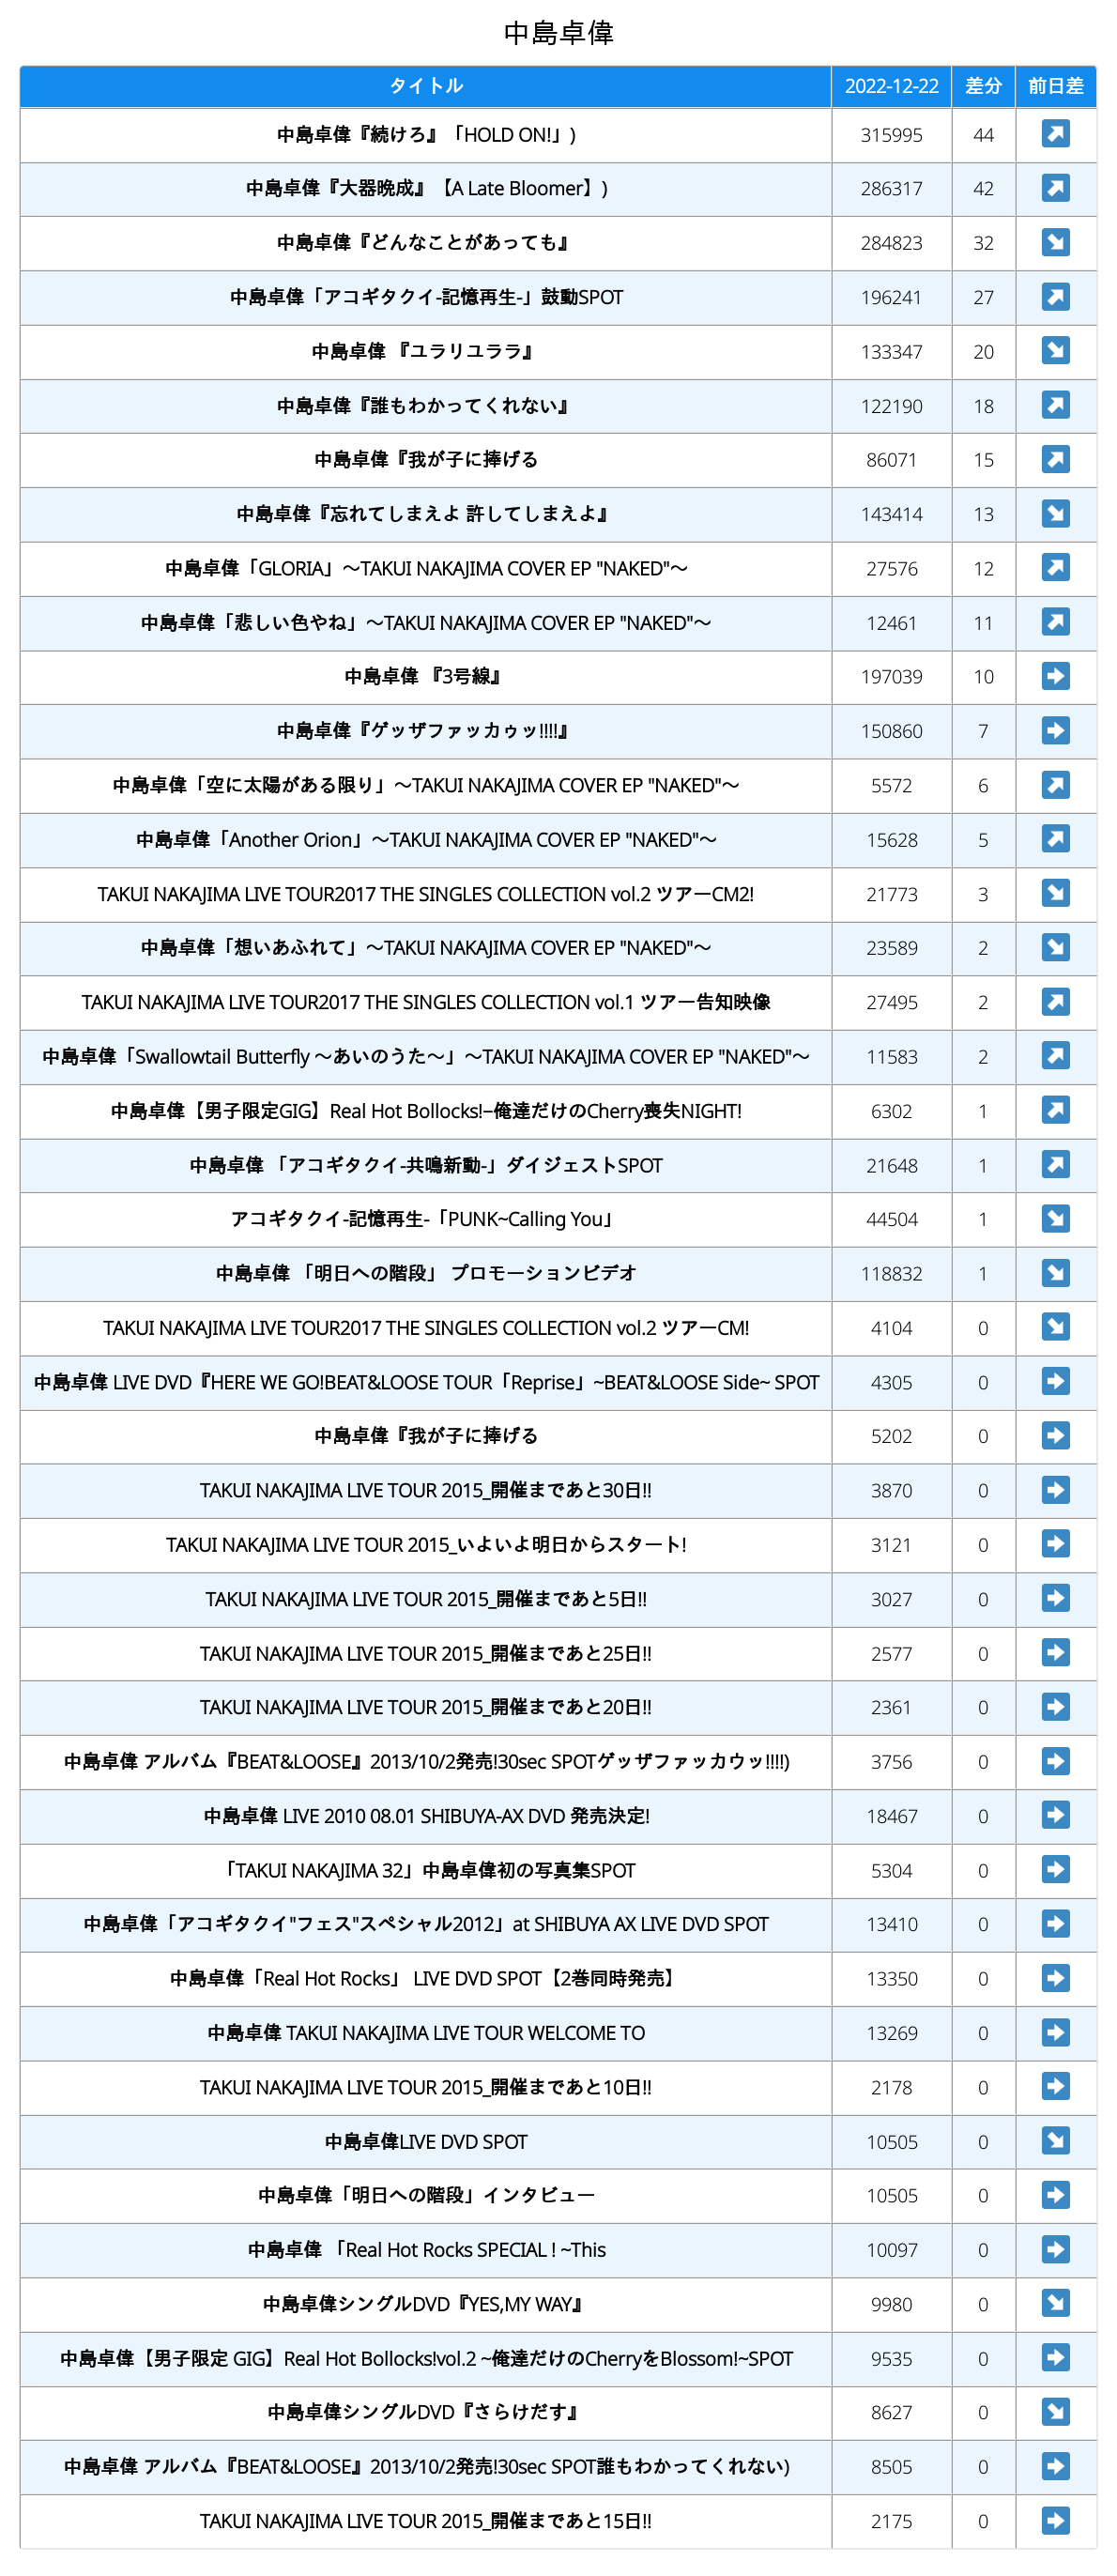 中島卓偉
タイトル 2022-12-22 差分 前日差
中島卓偉『続けろ』「HOLD ON!」) 315995 44 ↗
中島卓偉『大器晩成』【A Late Bloomer】) 286317 42 ↗
中島卓偉『どんなことがあっても』 284823 32 ↘
中島卓偉「アコギタクイ-記憶再生-」鼓動SPOT 196241 27 ↗
中島卓偉 『ユラリユララ』 133347 20 ↘
中島卓偉『誰もわかってくれない』 122190 18 ↗
中島卓偉『我が子に捧げる 86071 15 ↗
中島卓偉『忘れてしまえよ 許してしまえよ』 143414 13 ↘
中島卓偉「GLORIA」〜TAKUI NAKAJIMA COVER EP "NAKED"〜 27576 12 ↗
中島卓偉「悲しい色やね」〜TAKUI NAKAJIMA COVER EP "NAKED"〜 12461 11 ↗
中島卓偉 『3号線』 197039 10 ➡
中島卓偉『ゲッザファッカゥッ!!!!』 150860 7 ➡
中島卓偉「空に太陽がある限り」〜TAKUI NAKAJIMA COVER EP "NAKED"〜 5572 6 ↗
中島卓偉「Another Orion」〜TAKUI NAKAJIMA COVER EP "NAKED"〜 15628 5 ↗
TAKUI NAKAJIMA LIVE TOUR2017 THE SINGLES COLLECTION vol.2 ツアーCM2! 21773 3 ↘
中島卓偉「想いあふれて」〜TAKUI NAKAJIMA COVER EP "NAKED"〜 23589 2 ↘
TAKUI NAKAJIMA LIVE TOUR2017 THE SINGLES COLLECTION vol.1 ツアー告知映像 27495 2 ↗
中島卓偉「Swallowtail Butterfly 〜あいのうた〜」〜TAKUI NAKAJIMA COVER EP "NAKED"〜 11583 2 ↗
中島卓偉【男子限定GIG】Real Hot Bollocks!−俺達だけのCherry喪失NIGHT! 6302 1 ↗
中島卓偉 「アコギタクイ-共鳴新動-」ダイジェストSPOT 21648 1 ↗
アコギタクイ-記憶再生-「PUNK~Calling You」 44504 1 ↘
中島卓偉 「明日への階段」 プロモーションビデオ 118832 1 ↘
TAKUI NAKAJIMA LIVE TOUR2017 THE SINGLES COLLECTION vol.2 ツアーCM! 4104 0 ↘
中島卓偉 LIVE DVD『HERE WE GO!BEAT&LOOSE TOUR「Reprise」~BEAT&LOOSE Side~ SPOT 4305 0 ➡
中島卓偉『我が子に捧げる 5202 0 ➡
TAKUI NAKAJIMA LIVE TOUR 2015_開催まであと30日!! 3870 0 ➡
TAKUI NAKAJIMA LIVE TOUR 2015_いよいよ明日からスタート! 3121 0 ➡
TAKUI NAKAJIMA LIVE TOUR 2015_開催まであと5日!! 3027 0 ➡
TAKUI NAKAJIMA LIVE TOUR 2015_開催まであと25日!! 2577 0 ➡
TAKUI NAKAJIMA LIVE TOUR 2015_開催まであと20日!! 2361 0 ➡
中島卓偉 アルバム『BEAT&LOOSE』2013/10/2発売!30sec SPOTゲッザファッカウッ!!!!) 3756 0 ➡
中島卓偉 LIVE 2010 08.01 SHIBUYA-AX DVD 発売決定! 18467 0 ➡
「TAKUI NAKAJIMA 32」中島卓偉初の写真集SPOT 5304 0 ➡
中島卓偉「アコギタクイ"フェス"スペシャル2012」at SHIBUYA AX LIVE DVD SPOT 13410 0 ➡
中島卓偉「Real Hot Rocks」 LIVE DVD SPOT【2巻同時発売】 13350 0 ➡
中島卓偉 TAKUI NAKAJIMA LIVE TOUR WELCOME TO 13269 0 ➡
TAKUI NAKAJIMA LIVE TOUR 2015_開催まであと10日!! 2178 0 ➡
中島卓偉LIVE DVD SPOT 10505 0 ↘
中島卓偉「明日への階段」インタビュー 10505 0 ➡
中島卓偉 「Real Hot Rocks SPECIAL ! ~This 10097 0 ➡
中島卓偉シングルDVD『YES,MY WAY』 9980 0 ↘
中島卓偉【男子限定 GIG】Real Hot Bollocks!vol.2 ~俺達だけのCherryをBlossom!~SPOT 9535 0 ➡
中島卓偉シングルDVD『さらけだす』 8627 0 ↘
中島卓偉 アルバム『BEAT&LOOSE』2013/10/2発売!30sec SPOT誰もわかってくれない) 8505 0 ➡
TAKUI NAKAJIMA LIVE TOUR 2015_開催まであと15日!! 2175 0 ➡